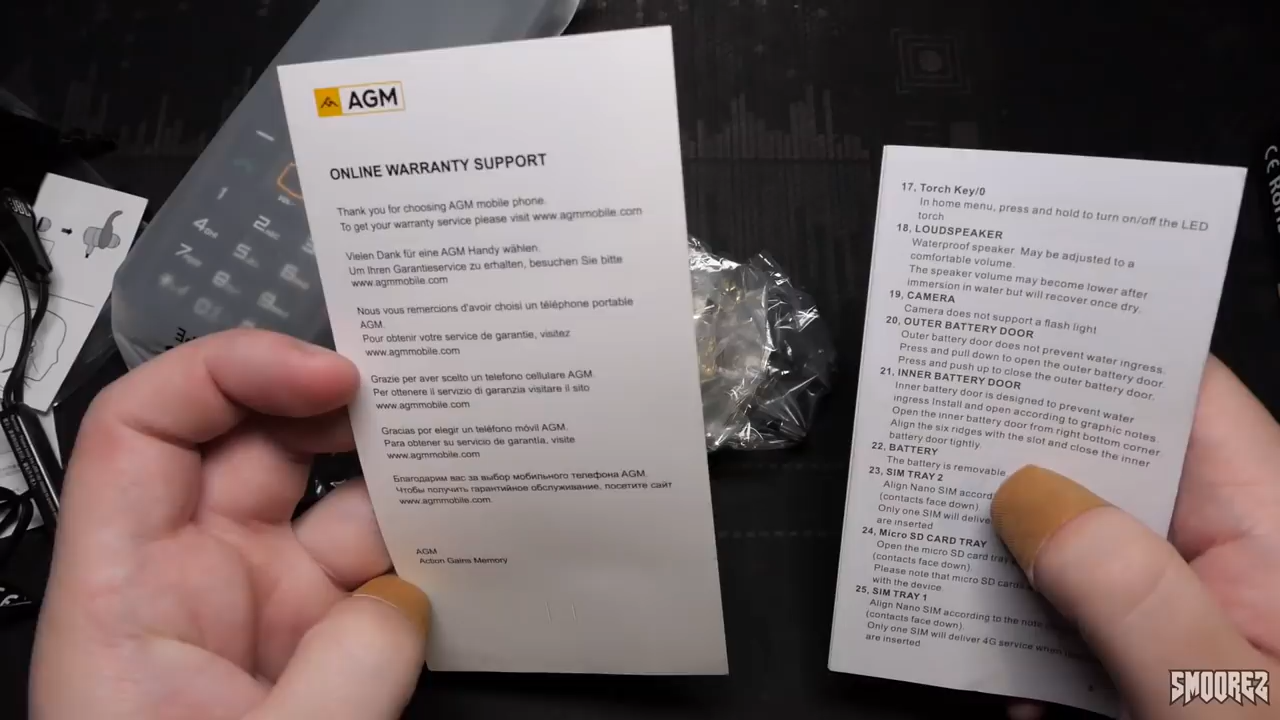 AGM
ONLINE WARRANTY SUPPORT
Thank you for choosing AGM mobile phone.
To get your warranty service please visit www.agmmobile.com
Vielen Dank für eine AGM Handy wählen.
Um Ihren Garantieservice zu erhalten, besuchen Sie bitte
www.agmmobile.com
Nous vous remercions d'avoir choisi un téléphone portable
AGM.
Pour obtenir votre service de garantie, visitez
www.agmmobile.com
Grazie per aver scelto un telefono cellulare AGM.
Per ottenere il servizio di garanzia visitare il sito
www.agmmobile.com
Gracias por elegir un teléfono móvil AGM.
Para obtener su servicio de garantía, visite
www.agmmobile.com
Благодарим вас за выбор мобильного телефона AGM.
Чтобы получить гарантийное обслуживание, посетите сайт
www.agmmobile.com
AGM
Action Gains Memory
17. Torch Key/0
In home menu, press and hold to turn on/off the LED
torch
18, LOUDSPEAKER
Waterproof speaker May be adjusted to a
comfortable volume.
The speaker volume may become lower after
immersion in water but will recover once dry.
19, CAMERA
Camera does not support a flash light
20, OUTER BATTERY DOOR
Outer battery door does not prevent water ingress.
Press and pull down to open the outer battery door.
Press and push up to close the outer battery door.
21, INNER BATTERY DOOR
Inner battery door is designed to prevent water
ingress Install and open according to graphic notes.
Open the inner battery door from right bottom corner.
Align the six ridges with the slot and close the inner
battery door tightly.
22, BATTERY
The battery is removable
23, SIM TRAY 2
Align Nano SIM accord
(contacts face down)
Only one SIM will delive
are inserted
24, Micro SD CARD TRAY
Open the micro SD card tray
(contacts face down).
Please note that micro SD cards
with the device.
25, SIM TRAY 1
Align Nano SIM according to the note
(contacts face down).
Only one SIM will deliver 4G service when
are inserted
1
2
4
5
7
8
JBL
SMOOREZ